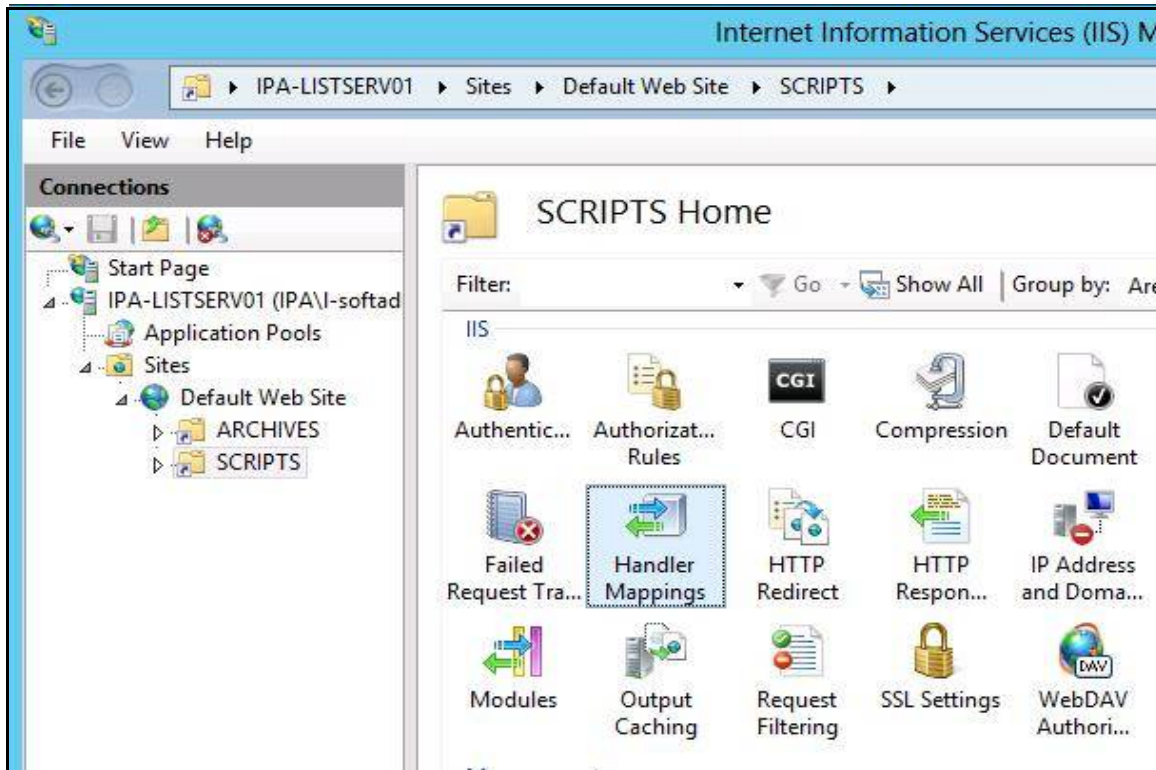 Internet Information Services (IIS) M
IPA-LISTSERV01 Sites Default Web Site SCRIPTS
File View Help
Connections
Start Page
IPA-LISTSERV01 (IPA\I-softad
Application Pools
Sites
Default Web Site
ARCHIVES
SCRIPTS
SCRIPTS Home
Filter: Go Show All Group by: Are
IIS
Authentic... Authorizat... CGI Compression Default
Rules Document
CGI
Failed Handler HTTP HTTP IP Address
Request Tra... Mappings Redirect Respon... and Doma...
DAV
Modules Output Request SSL Settings WebDAV
Caching Filtering Authori...